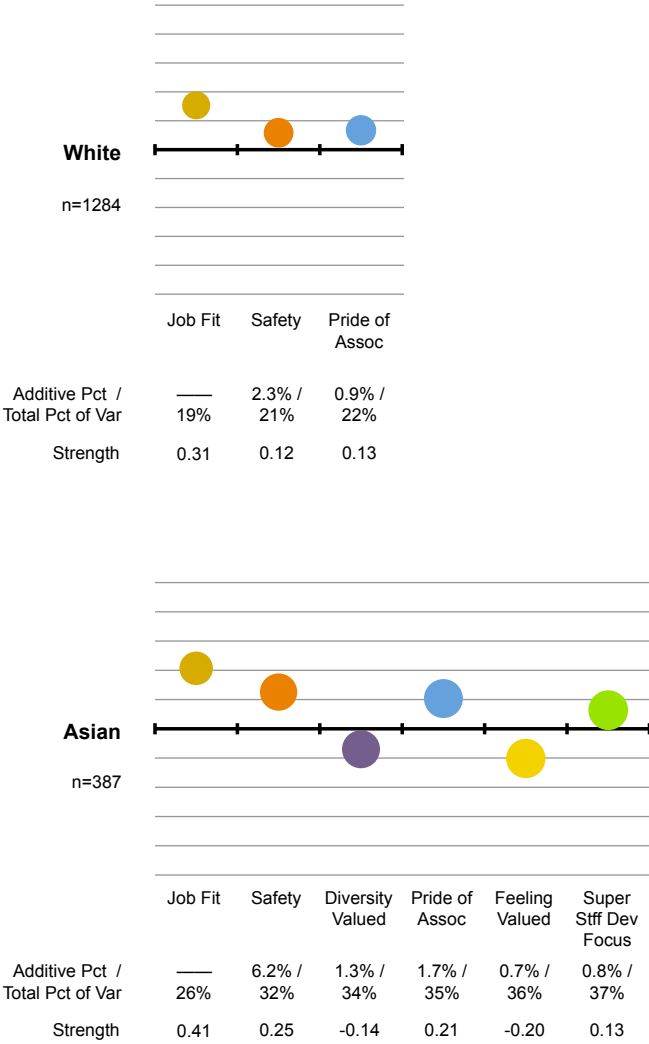 White
n=1284
Job Fit Safety Pride of
Assoc
Additive Pct / —— 2.3% / 0.9% /
Total Pct of Var 19% 21% 22%
Strength 0.31 0.12 0.13
Asian
n=387
Job Fit Safety Diversity Pride of Feeling Super
Valued Assoc Valued Stff Dev
Focus
Additive Pct / —— 6.2% / 1.3% / 1.7% / 0.7% / 0.8% /
Total Pct of Var 26% 32% 34% 35% 36% 37%
Strength 0.41 0.25 -0.14 0.21 -0.20 0.13